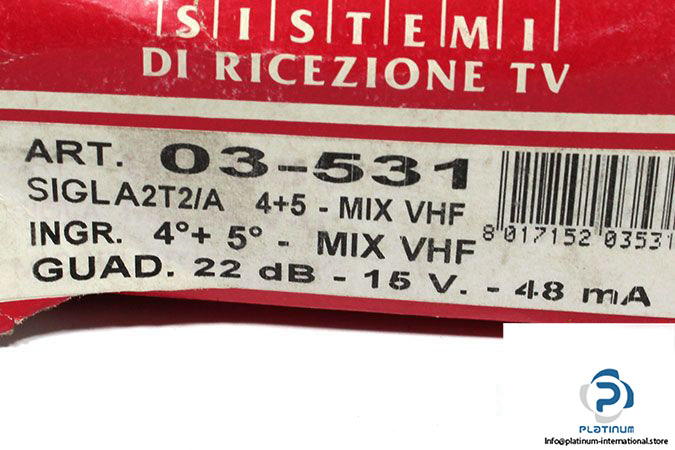 SISTEMI
DI RICEZIONE TV
ART. 03-531
SIGLA2T2/A 4+5 - MIX VHF
INGR. 4°+ 5° - MIX VHF
GUAD. 22 dB - 15 V. - 48 mA
8 017152 03531
PLATINUM
Info@platinum-international.store